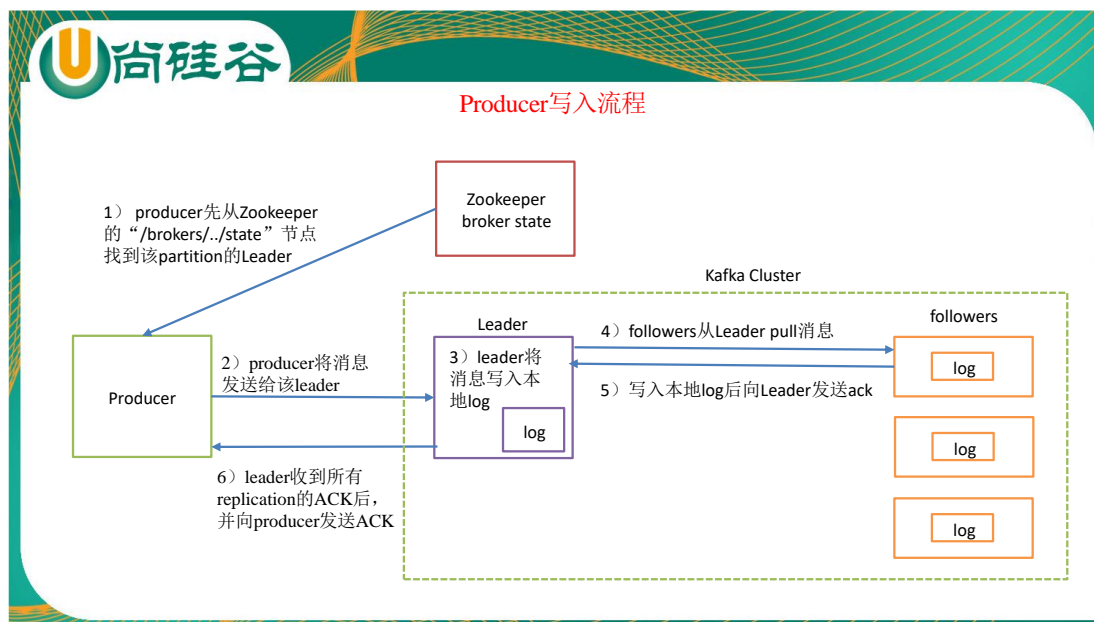 尚硅谷
Producer写入流程
Zookeeper
broker state
1） producer先从Zookeeper
的“/brokers/../state”节点
找到该partition的Leader
Kafka Cluster
Leader
followers
4）followers从Leader pull消息
3）leader将
消息写入本
地log
log
2）producer将消息
发送给该leader
Producer
log
5）写入本地log后向Leader发送ack
log
6）leader收到所有
replication的ACK后，
并向producer发送ACK
log